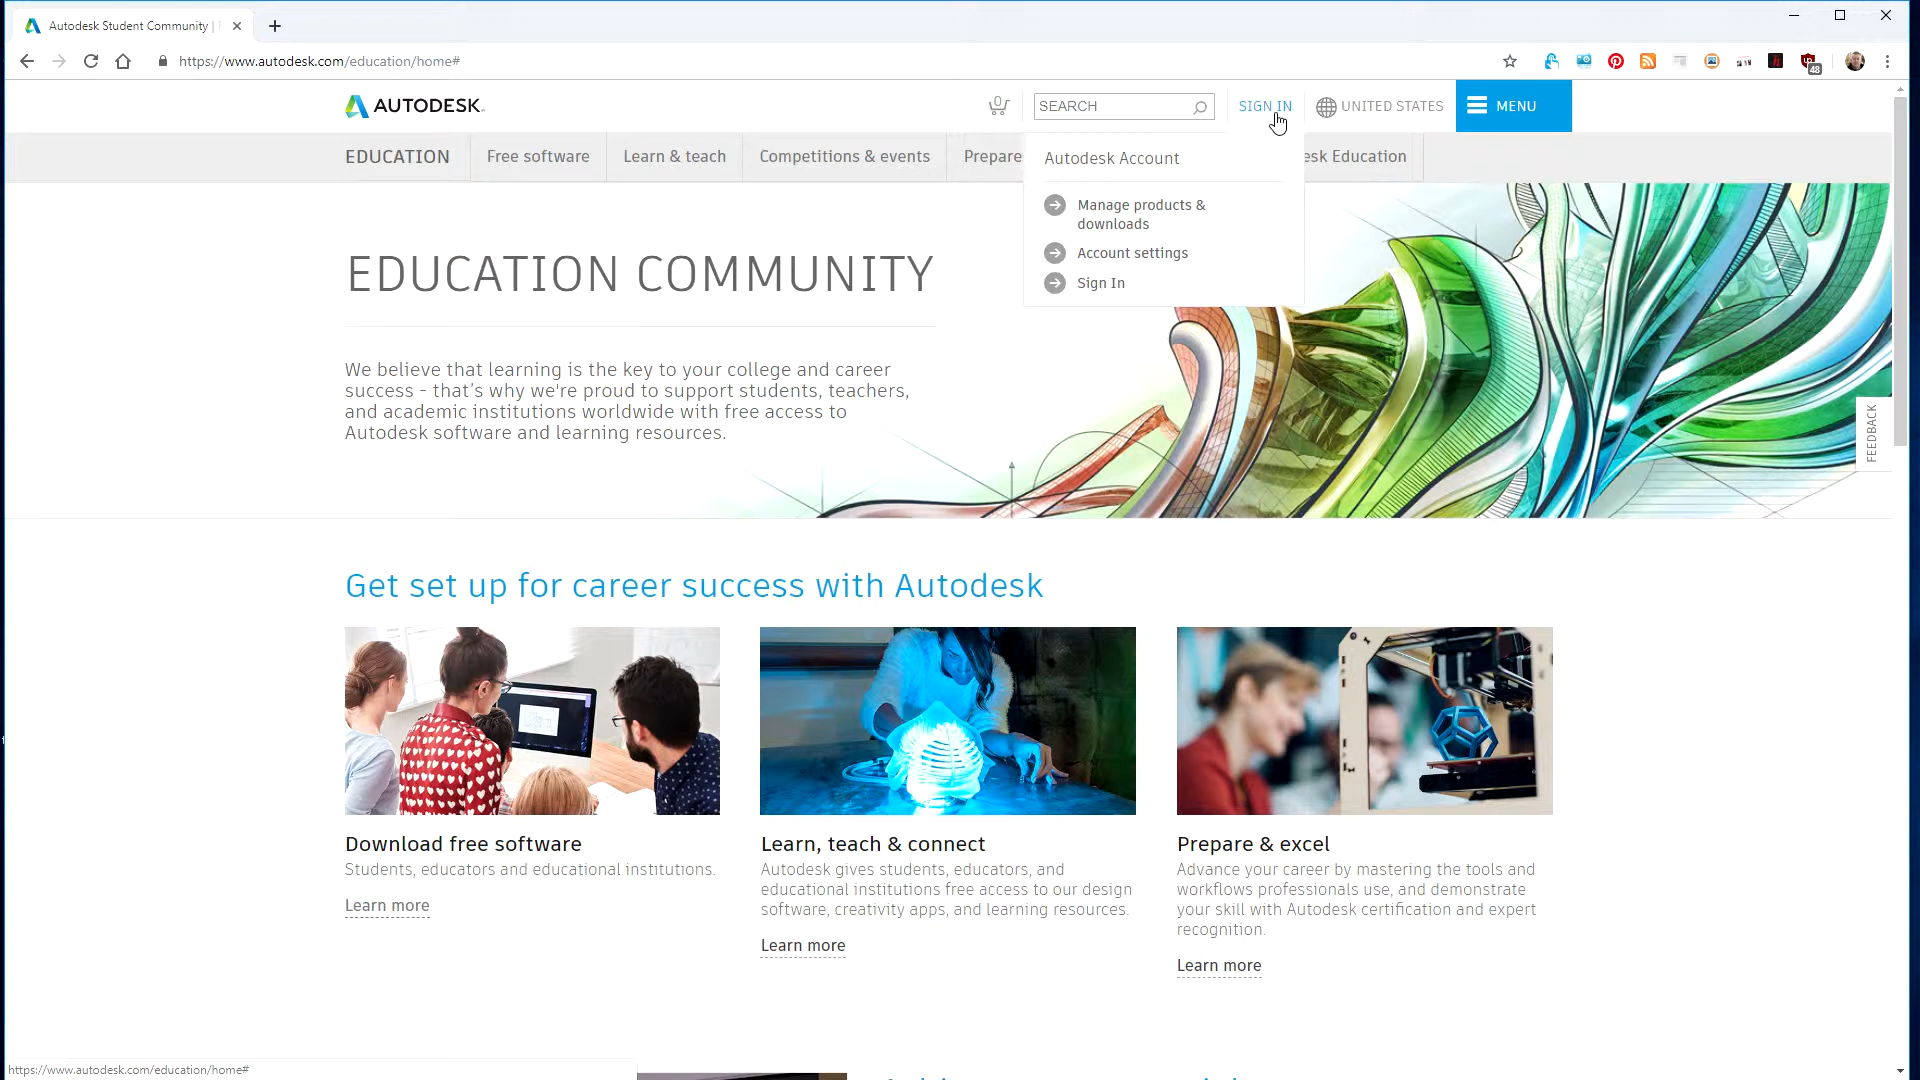 Autodesk Student Community |
https://www.autodesk.com/education/home#
48
AUTODESK
0
SEARCH
SIGN IN
UNITED STATES
MENU
EDUCATION
Free software
Learn & teach
Competitions & events
Prepare
esk Education
Autodesk Account
Manage products &
downloads
Account settings
Sign In
EDUCATION COMMUNITY
We believe that learning is the key to your college and career
success - that’s why we're proud to support students, teachers,
and academic institutions worldwide with free access to
Autodesk software and learning resources.
FEEDBACK
Get set up for career success with Autodesk
Download free software
Students, educators and educational institutions.
Learn more
Learn, teach & connect
Autodesk gives students, educators, and
educational institutions free access to our design
software, creativity apps, and learning resources.
Learn more
Prepare & excel
Advance your career by mastering the tools and
workflows professionals use, and demonstrate
your skill with Autodesk certification and expert
recognition.
Learn more
https://www.autodesk.com/education/home#